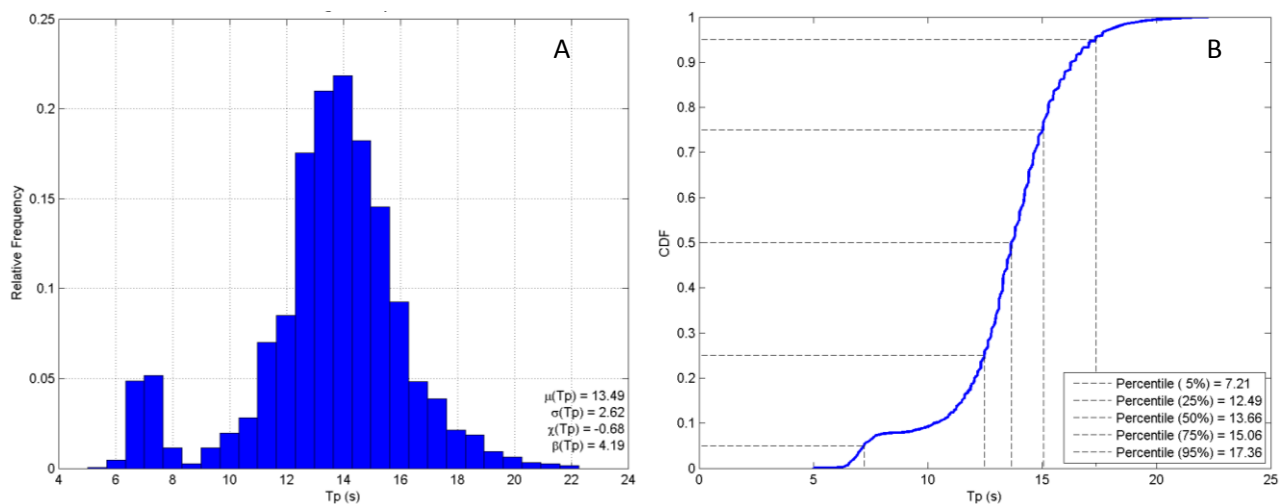 A
Relative Frequency
0.25
0.2
0.15
0.1
0.05
0
4 6 8 10 12 14 16 18 20 22 24
Tp (s)
μ(Tp) = 13.49
σ(Tp) = 2.62
χ(Tp) = -0.68
β(Tp) = 4.19
B
CDF
1
0.9
0.8
0.7
0.6
0.5
0.4
0.3
0.2
0.1
0
0 5 10 15 20 25
Tp (s)
Percentile ( 5%) = 7.21
Percentile (25%) = 12.49
Percentile (50%) = 13.66
Percentile (75%) = 15.06
Percentile (95%) = 17.36